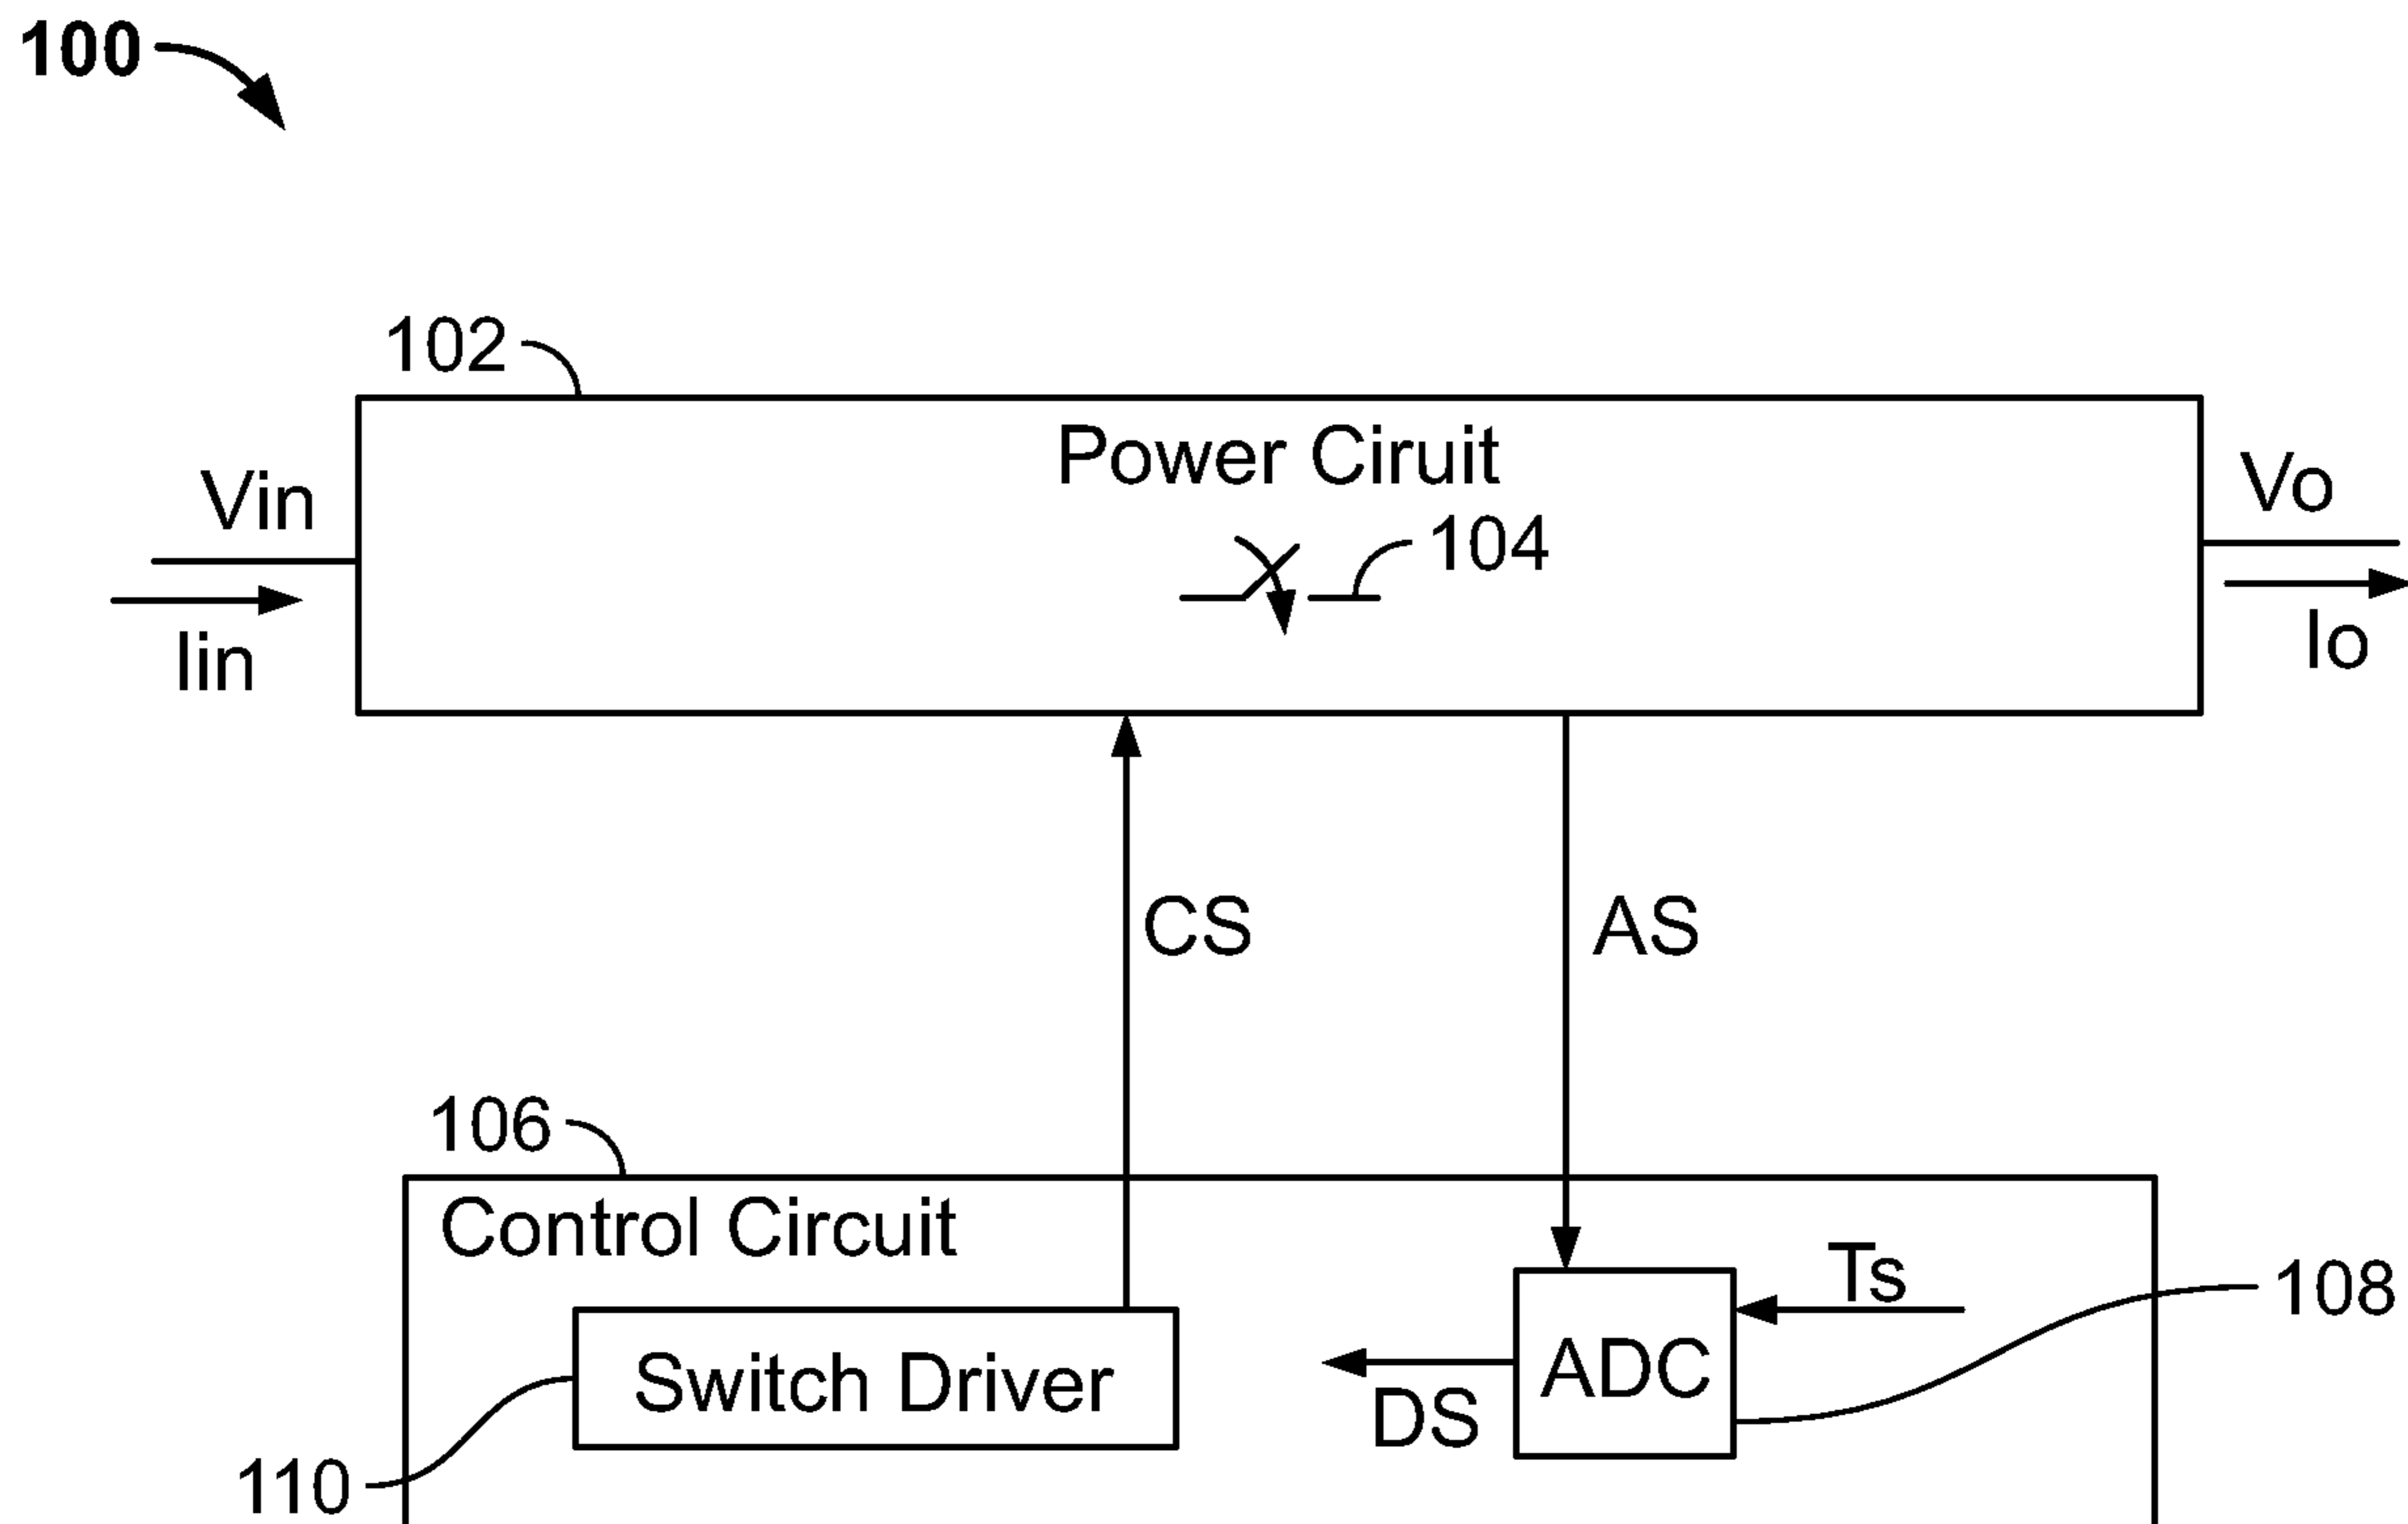 100
102
Power Ciruit
Vin
Vo
104
Iin
Io
CS
AS
106
Control Circuit
Ts
108
Switch Driver
ADC
DS
110